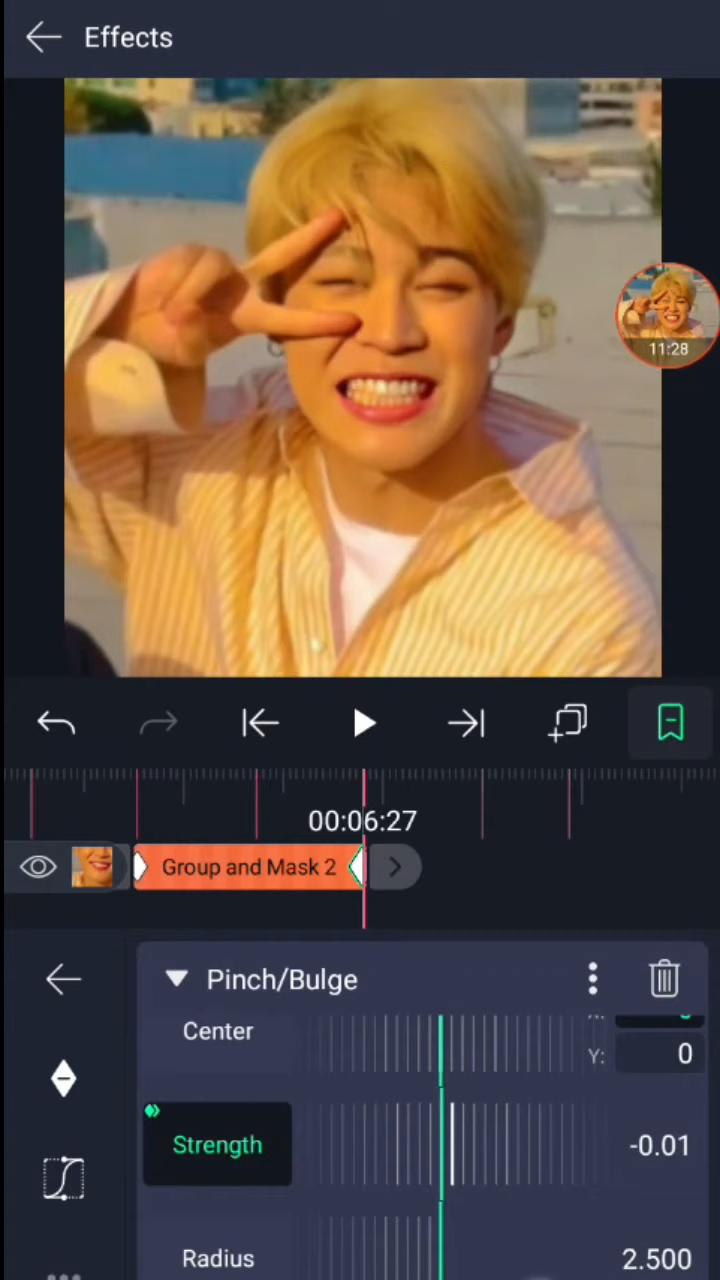 Effects
11:28
00:06:27
Group and Mask 2
Pinch/Bulge
Center
Y: 0
Strength -0.01
Radius 2.500